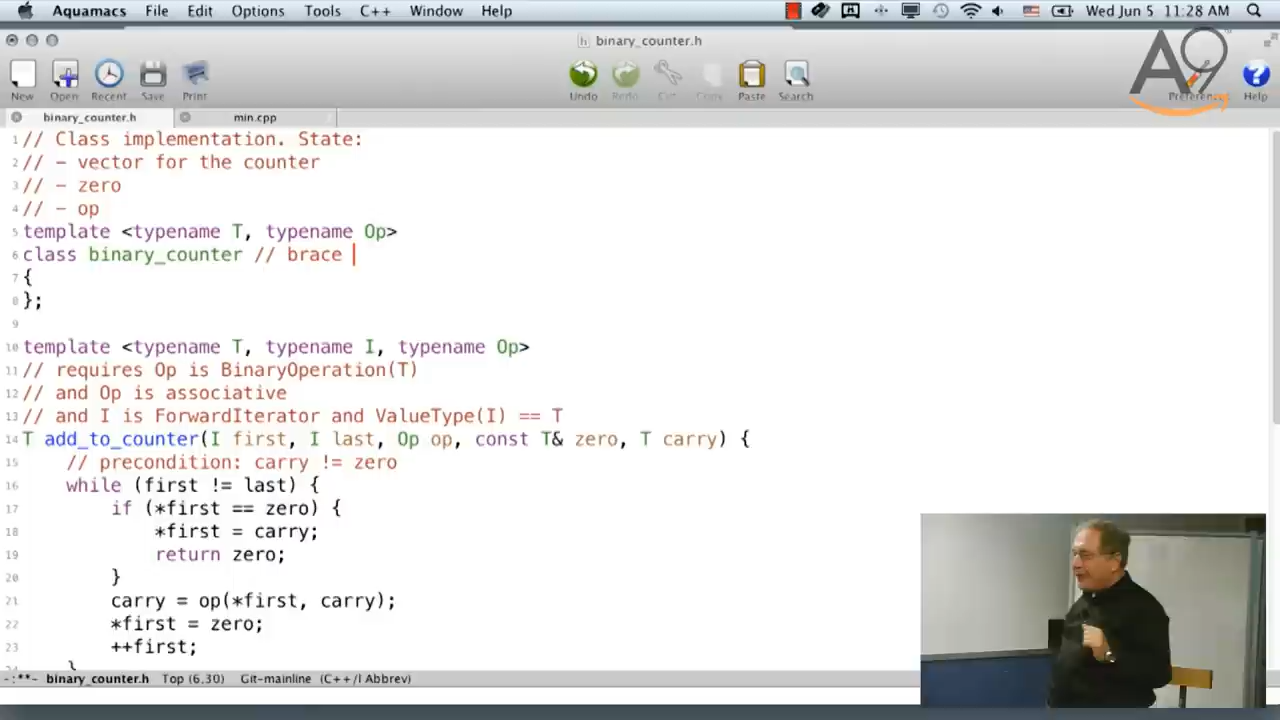 Aquamacs File Edit Options Tools C++ Window Help Wed Jun 5 11:28 AM
binary_counter.h
A9
New Open Recent Save Print Undo Redo Cut Copy Paste Search Preferences Help
binary_counter.h min.cpp
1 // Class implementation. State:
2 // - vector for the counter
3 // - zero
4 // - op
5 template <typename T, typename Op>
6 class binary_counter // brace
7 {
8 };
9
10 template <typename T, typename I, typename Op>
11 // requires Op is BinaryOperation(T)
12 // and Op is associative
13 // and I is ForwardIterator and ValueType(I) == T
14 T add_to_counter(I first, I last, Op op, const T& zero, T carry) {
15 // precondition: carry != zero
16 while (first != last) {
17 if (*first == zero) {
18 *first = carry;
19 return zero;
20 }
21 carry = op(*first, carry);
22 *first = zero;
23 ++first;
24 }
-:**- binary_counter.h Top (6,30) Git-mainline (C++/l Abbrev)